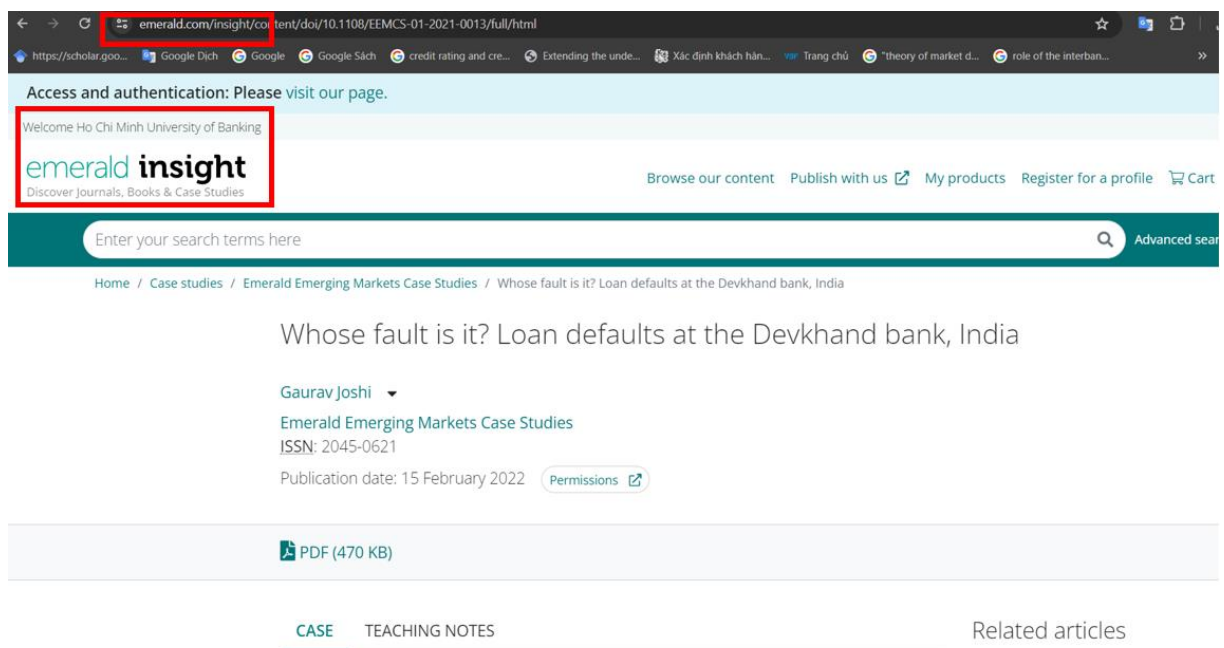 emerald.com/insight/content/doi/10.1108/EEMCS-01-2021-0013/full/html
https://scholar.goo... Google Dịch Google Google Sách credit rating and cre... Extending the unde... Xác định khách hàn... Trang chủ "theory of market d... role of the interban... »
Access and authentication: Please visit our page.
Welcome Ho Chi Minh University of Banking
emerald insight
Discover Journals, Books & Case Studies
Browse our content Publish with us My products Register for a profile Cart
Enter your search terms here
Advanced sear
Home / Case studies / Emerald Emerging Markets Case Studies / Whose fault is it? Loan defaults at the Devkhand bank, India
Whose fault is it? Loan defaults at the Devkhand bank, India
Gaurav Joshi
Emerald Emerging Markets Case Studies
ISSN: 2045-0621
Publication date: 15 February 2022 Permissions
PDF (470 KB)
CASE TEACHING NOTES Related articles